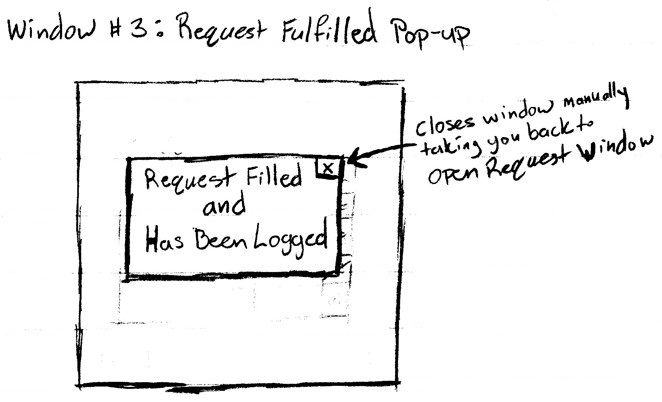 Window #3: Request Fulfilled Pop-up
Closes window manually
taking you back to
Open Request Window
X
Request Filled
and
Has Been Logged